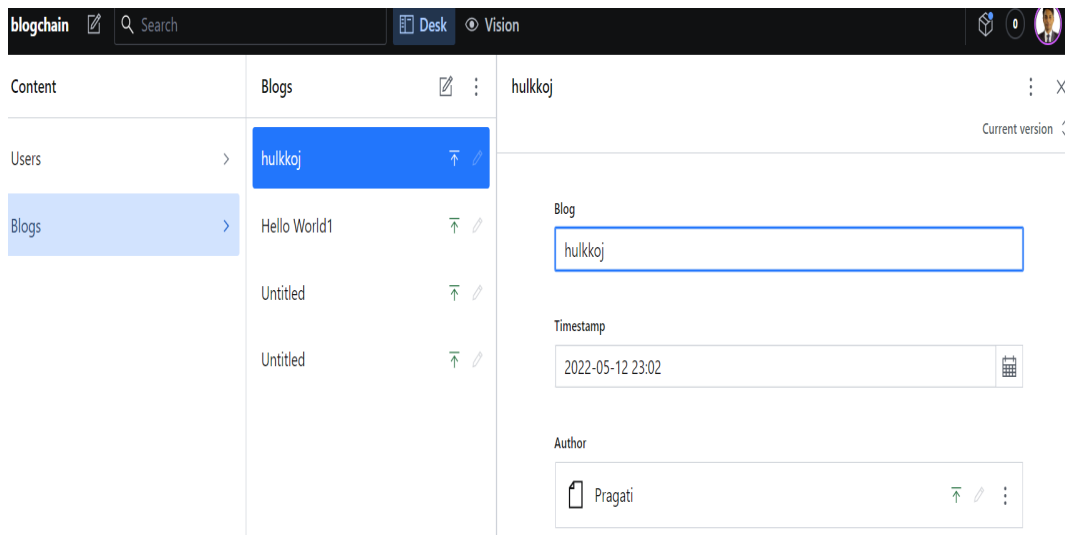 blogchain Search Desk Vision 0
Content
Users
Blogs
Blogs
hulkkoj
Hello World1
Untitled
Untitled
hulkkoj
Current version
Blog
hulkkoj
Timestamp
2022-05-12 23:02
Author
Pragati